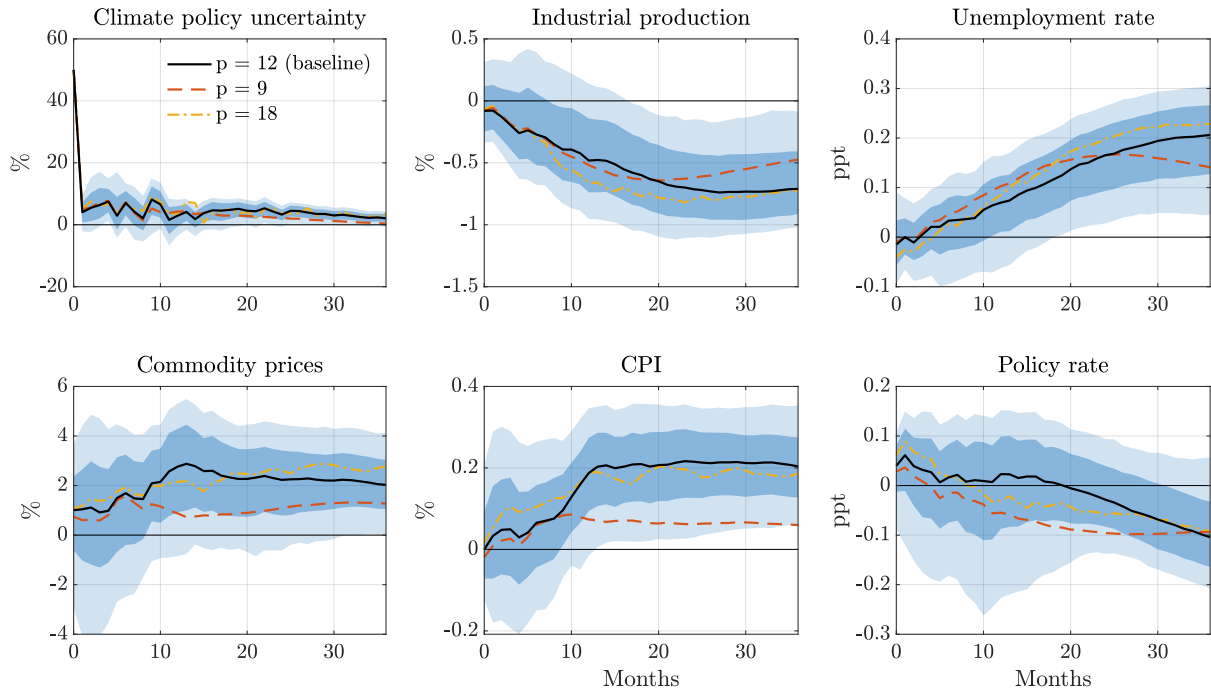 Climate policy uncertainty
60
40
20
0
-20
%
0 10 20 30
p = 12 (baseline)
p = 9
p = 18
Industrial production
0.5
0
-0.5
-1
-1.5
%
0 10 20 30
Unemployment rate
0.4
0.3
0.2
0.1
0
-0.1
ppt
0 10 20 30
Commodity prices
6
4
2
0
-2
-4
%
0 10 20 30
CPI
0.4
0.2
0
-0.2
%
0 10 20 30
Months
Policy rate
0.2
0.1
0
-0.1
-0.2
-0.3
ppt
0 10 20 30
Months